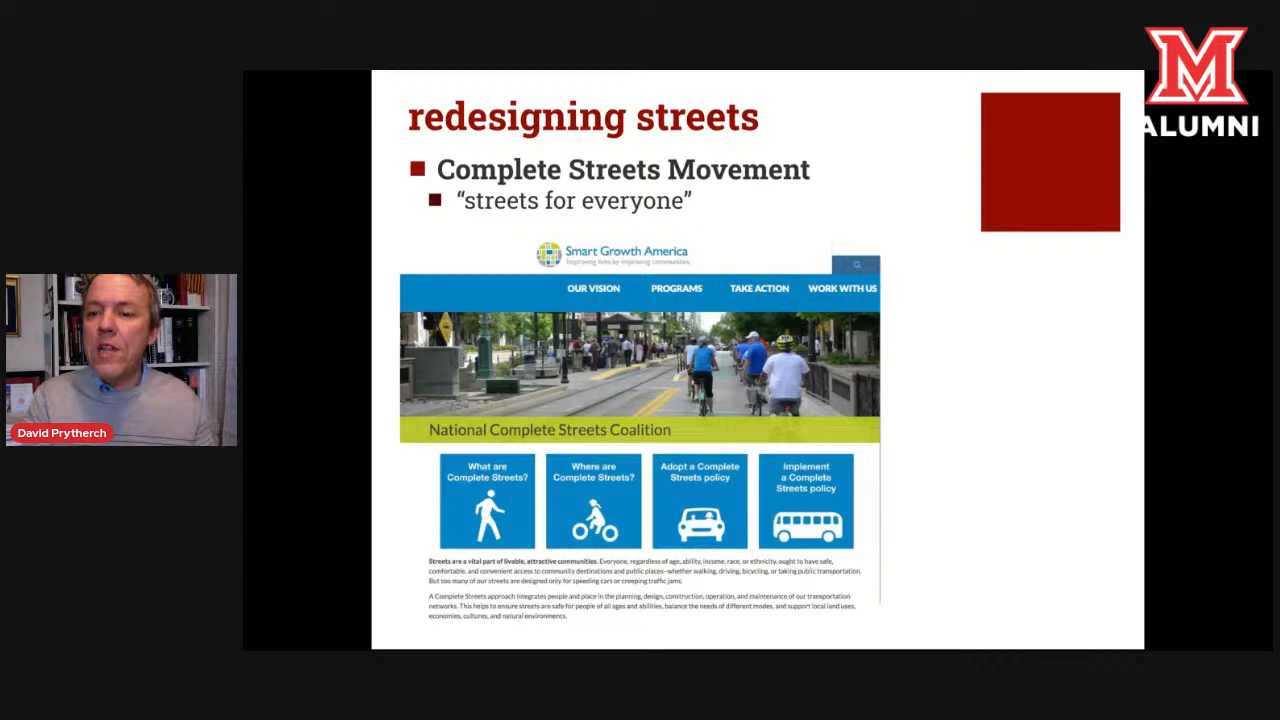 M
ALUMNI
redesigning streets
Complete Streets Movement
“streets for everyone”
Smart Growth America
Improving lives by improving communities
OUR VISION PROGRAMS TAKE ACTION WORK WITH US
National Complete Streets Coalition
What are
Complete Streets?
Where are
Complete Streets?
Adopt a Complete
Streets policy
Implement
a Complete
Streets policy
Streets are a vital part of livable, attractive communities. Everyone, regardless of age, ability, income, race, or ethnicity, ought to have safe,
comfortable, and convenient access to community destinations and public places–whether walking, driving, bicycling, or taking public transportation.
But too many of our streets are designed only for speeding cars or creeping traffic jams.
A Complete Streets approach integrates people and place in the planning, design, construction, operation, and maintenance of our transportation
networks. This helps to ensure streets are safe for people of all ages and abilities, balance the needs of different modes, and support local land uses,
economies, cultures, and natural environments.
David Prytherch